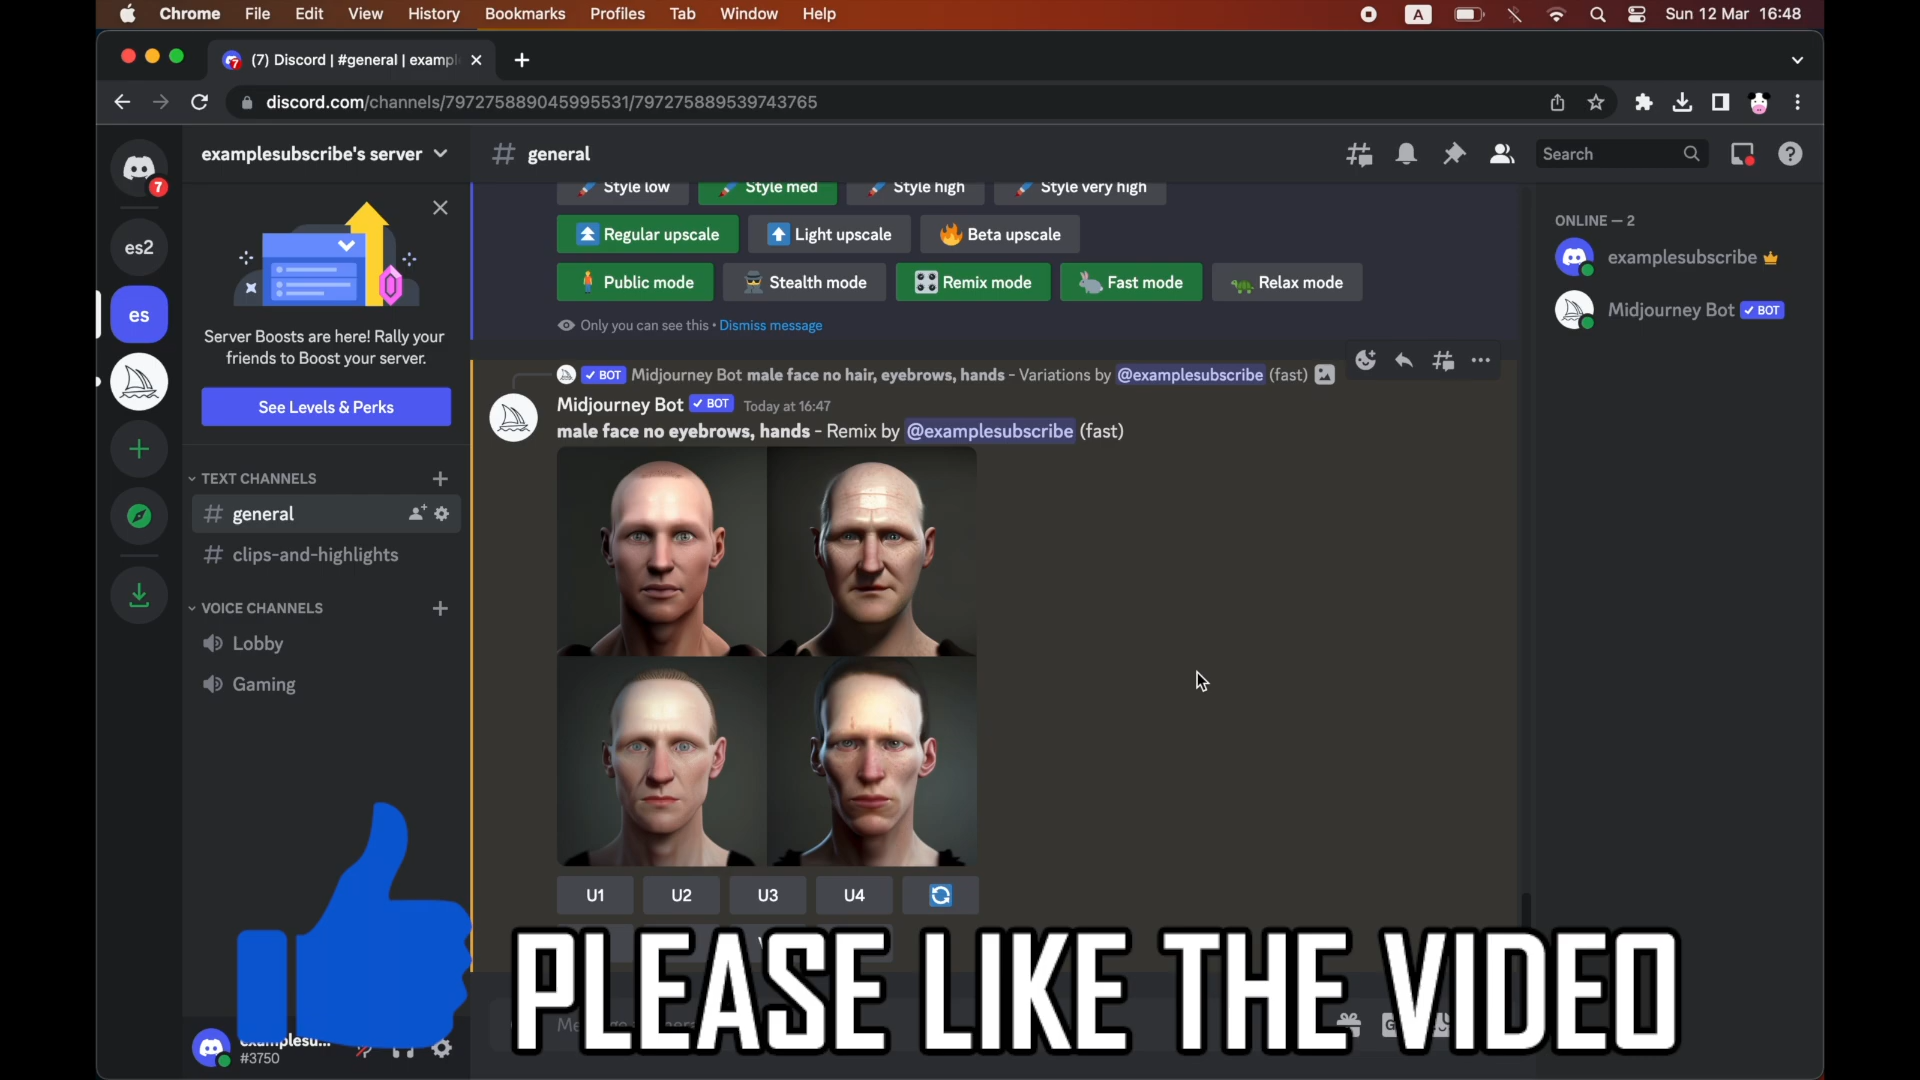 Chrome File Edit View History Bookmarks Profiles Tab Window Help
A
Sun 12 Mar 16:48
(7) Discord | #general | exampl
discord.com/channels/797275889045995531/797275889539743765
7
es2
es
examplesubscribe's server
Server Boosts are here! Rally your
friends to Boost your server.
See Levels & Perks
TEXT CHANNELS
general
clips-and-highlights
VOICE CHANNELS
Lobby
Gaming
examplesu...
#3750
# general
Search
Style low Style med Style high Style very high
Regular upscale Light upscale Beta upscale
Public mode Stealth mode Remix mode Fast mode Relax mode
Only you can see this • Dismiss message
✓ BOT Midjourney Bot male face no hair, eyebrows, hands - Variations by @examplesubscribe (fast)
Midjourney Bot ✓ BOT Today at 16:47
male face no eyebrows, hands - Remix by @examplesubscribe (fast)
U1 U2 U3 U4
ONLINE — 2
examplesubscribe
Midjourney Bot ✓ BOT
PLEASE LIKE THE VIDEO